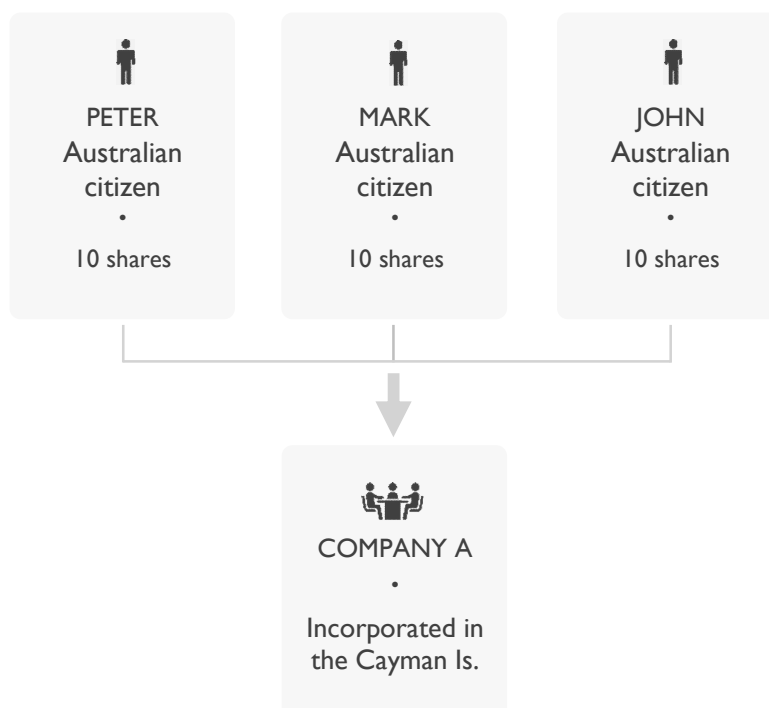 PETER
Australian
citizen
•
10 shares
MARK
Australian
citizen
•
10 shares
JOHN
Australian
citizen
•
10 shares
COMPANY A
•
Incorporated in
the Cayman Is.